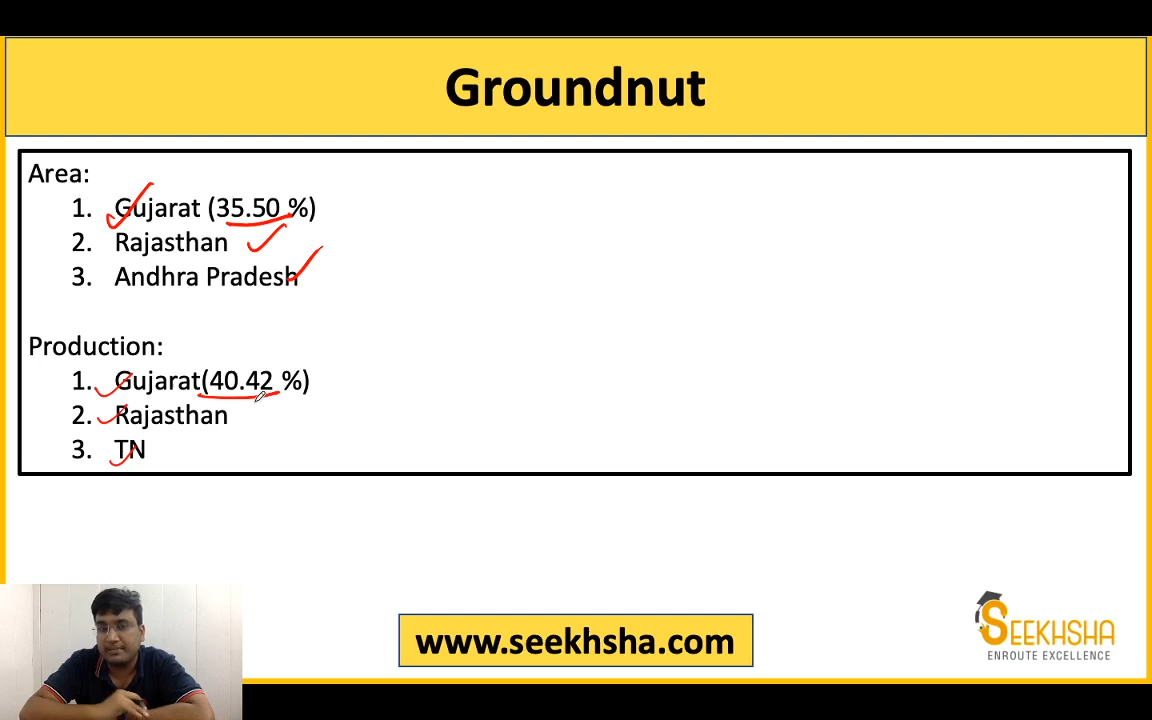 Groundnut
Area:
1. Gujarat (35.50 %)
2. Rajasthan
3. Andhra Pradesh
Production:
1. Gujarat(40.42 %)
2. Rajasthan
3. TN
www.seekhsha.com
SEEKHSHA
ENROUTE EXCELLENCE